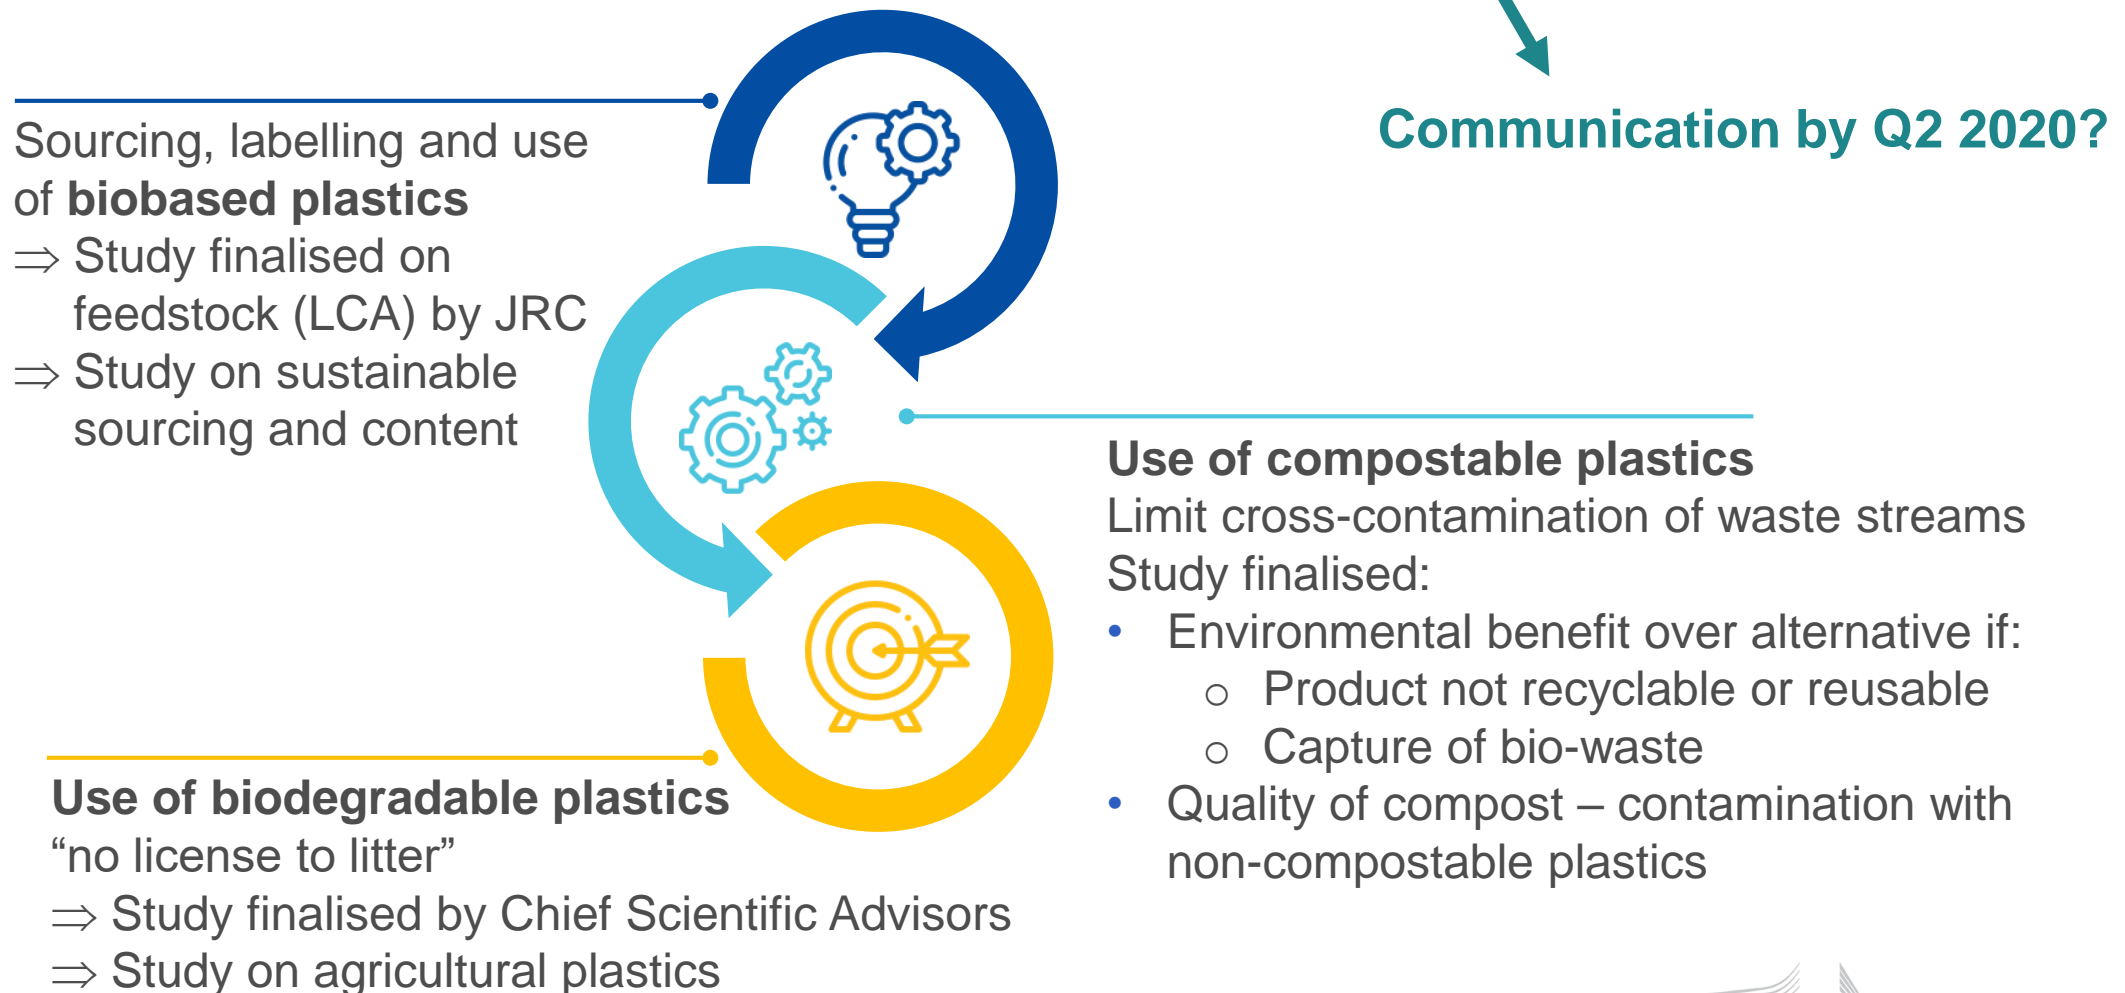 Communication by Q2 2020?
Sourcing, labelling and use
of biobased plastics
⇒ Study finalised on
feedstock (LCA) by JRC
⇒ Study on sustainable
sourcing and content
Use of compostable plastics
Limit cross-contamination of waste streams
Study finalised:
• Environmental benefit over alternative if:
o Product not recyclable or reusable
o Capture of bio-waste
• Quality of compost – contamination with
non-compostable plastics
Use of biodegradable plastics
“no license to litter”
⇒ Study finalised by Chief Scientific Advisors
⇒ Study on agricultural plastics